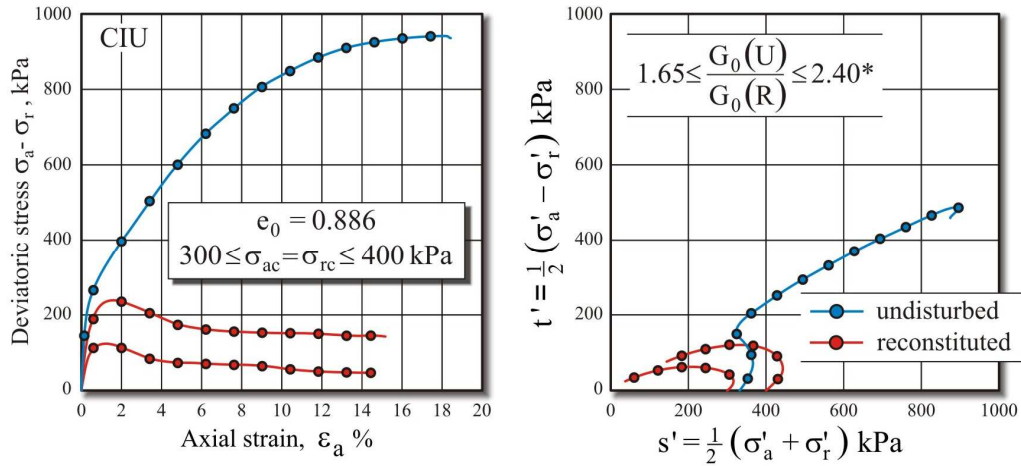 CIU
Deviatoric stress σa - σr , kPa
1000
800
600
400
200
0
e0 = 0.886
300 ≤ σac = σrc ≤ 400 kPa
0 2 4 6 8 10 12 14 16 18 20
Axial strain, εa %
1.65 ≤ G0(U) / G0(R) ≤ 2.40*
t' = ½ (σ'a − σ'r) kPa
1000
800
600
400
200
0
undisturbed
reconstituted
0 200 400 600 800 1000
s' = ½ (σ'a + σ'r) kPa